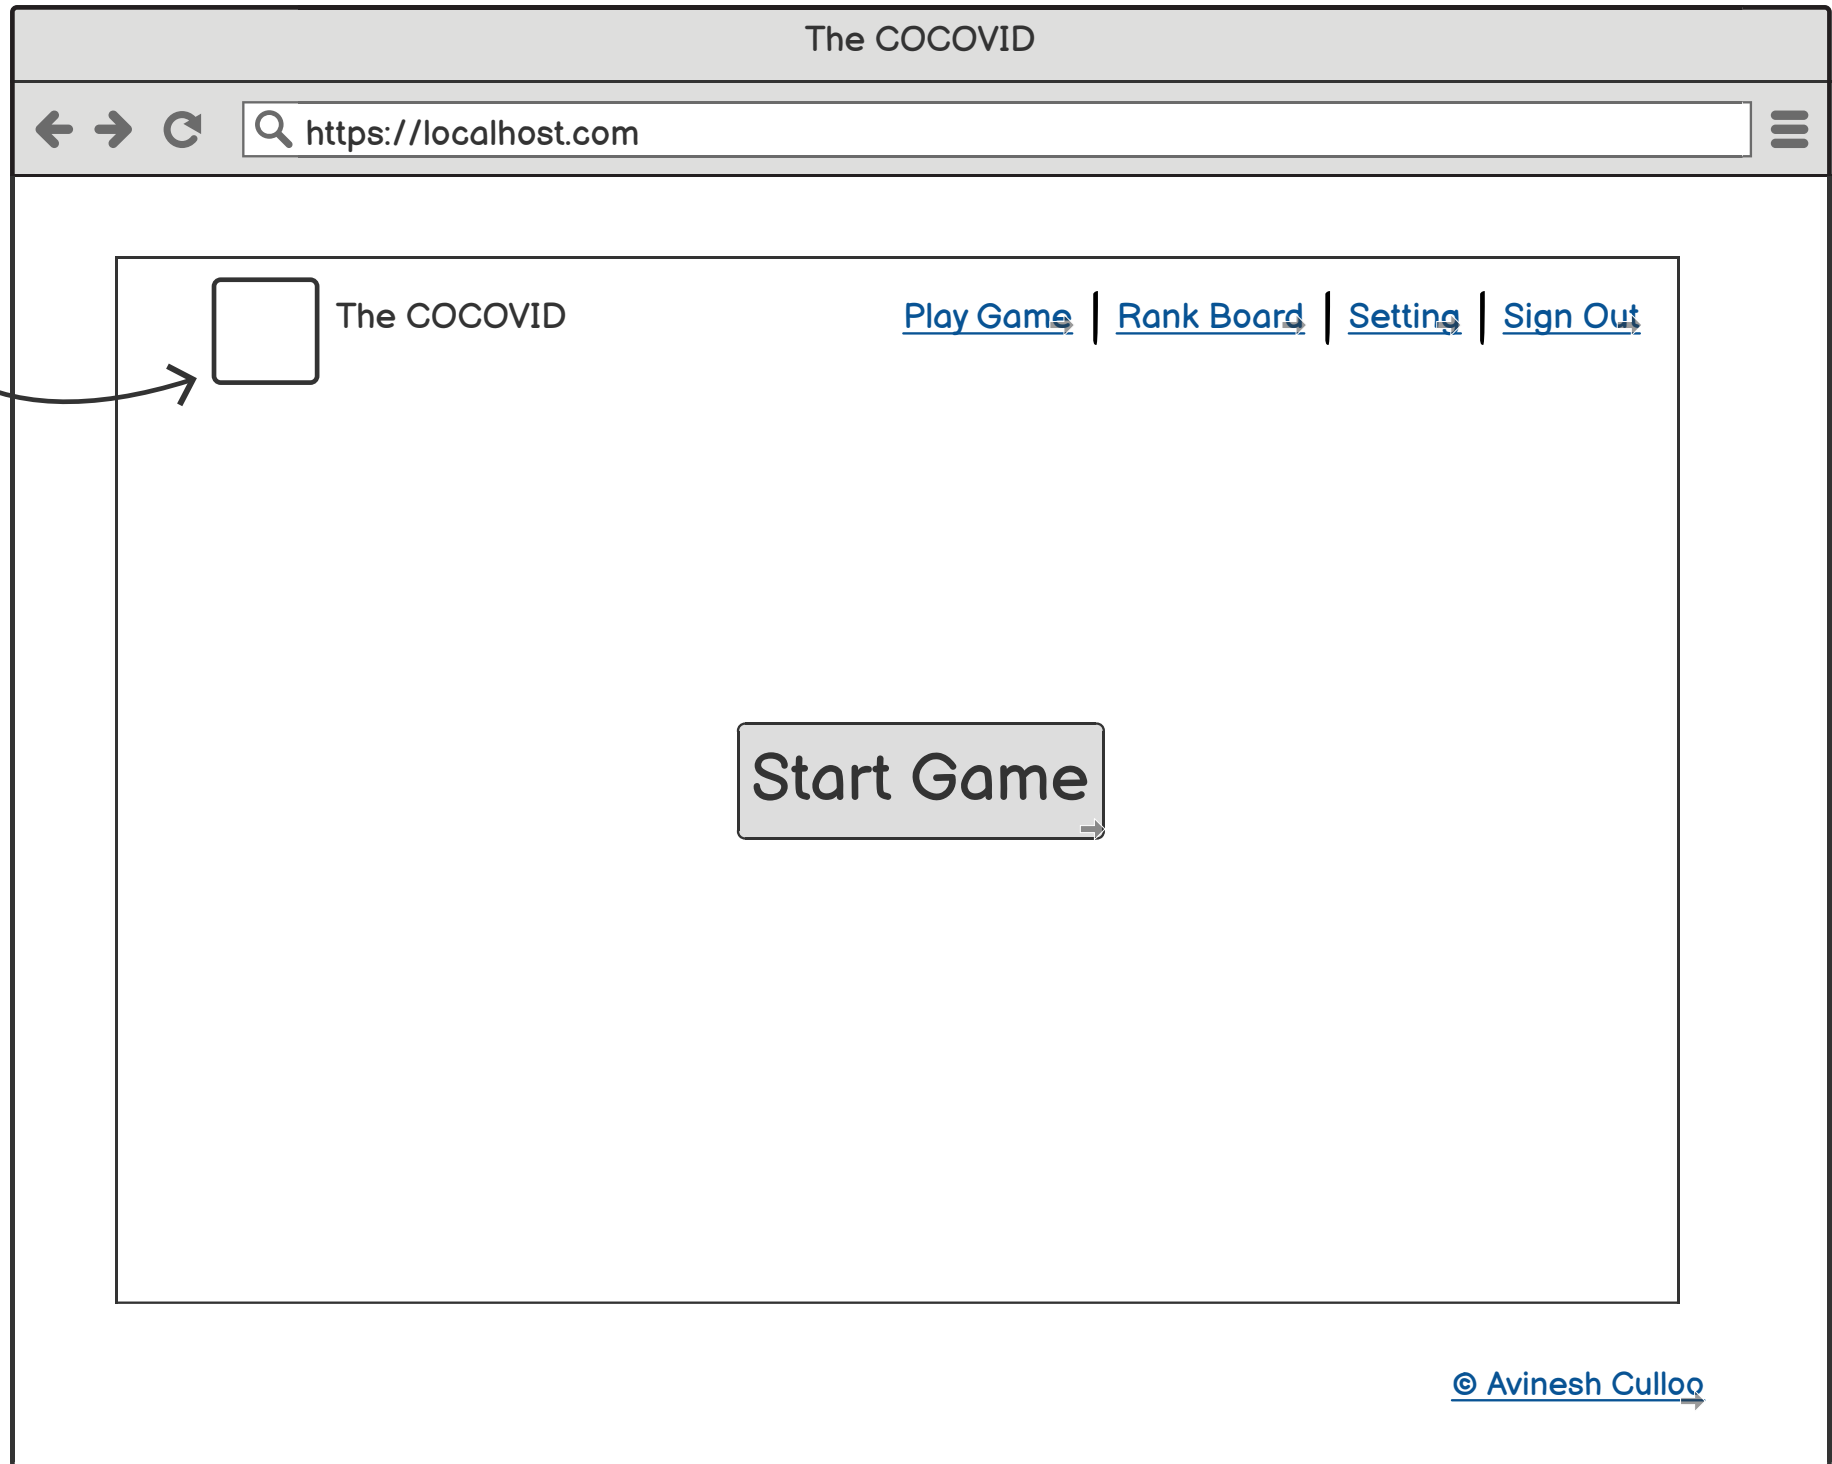 The COCOVID
https://localhost.com
The COCOVID
Play Game
Rank Board
Setting
Sign Out
Start Game
© Avinesh Culloo